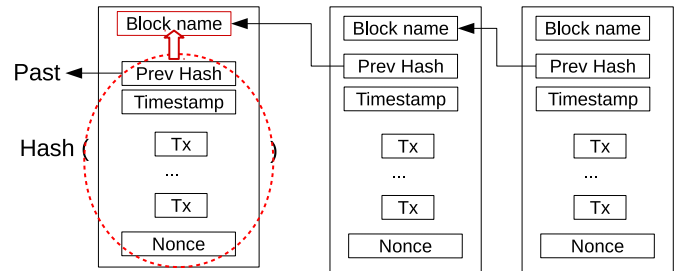 Block name
Prev Hash
Timestamp
Tx
...
Tx
Nonce
Past
Hash ( )
Block name
Prev Hash
Timestamp
Tx
...
Tx
Nonce
Block name
Prev Hash
Timestamp
Tx
...
Tx
Nonce